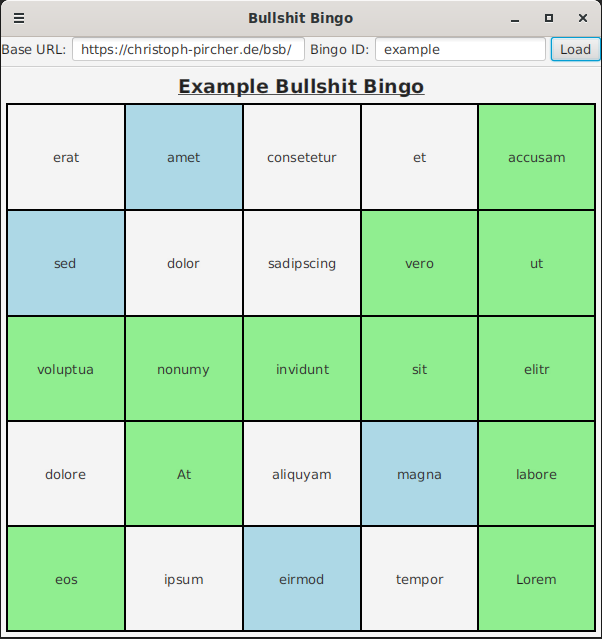 Bullshit Bingo
Base URL: https://christoph-pircher.de/bsb/ Bingo ID: example Load
Example Bullshit Bingo
erat amet consetetur et accusam
sed dolor sadipscing vero ut
voluptua nonumy invidunt sit elitr
dolore At aliquyam magna labore
eos ipsum eirmod tempor Lorem